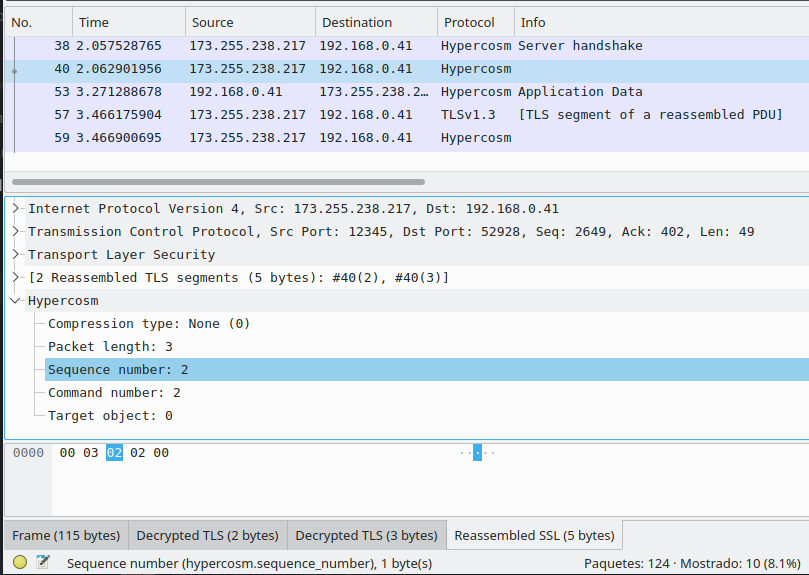 No. Time Source Destination Protocol Info
38 2.057528765 173.255.238.217 192.168.0.41 Hypercosm Server handshake
40 2.062901956 173.255.238.217 192.168.0.41 Hypercosm
53 3.271288678 192.168.0.41 173.255.238.2… Hypercosm Application Data
57 3.466175904 173.255.238.217 192.168.0.41 TLSv1.3 [TLS segment of a reassembled PDU]
59 3.466900695 173.255.238.217 192.168.0.41 Hypercosm
Internet Protocol Version 4, Src: 173.255.238.217, Dst: 192.168.0.41
Transmission Control Protocol, Src Port: 12345, Dst Port: 52928, Seq: 2649, Ack: 402, Len: 49
Transport Layer Security
[2 Reassembled TLS segments (5 bytes): #40(2), #40(3)]
Hypercosm
Compression type: None (0)
Packet length: 3
Sequence number: 2
Command number: 2
Target object: 0
0000 00 03 02 02 00 ·····
Frame (115 bytes) Decrypted TLS (2 bytes) Decrypted TLS (3 bytes) Reassembled SSL (5 bytes)
Sequence number (hypercosm.sequence_number), 1 byte(s) Paquetes: 124 · Mostrado: 10 (8.1%)